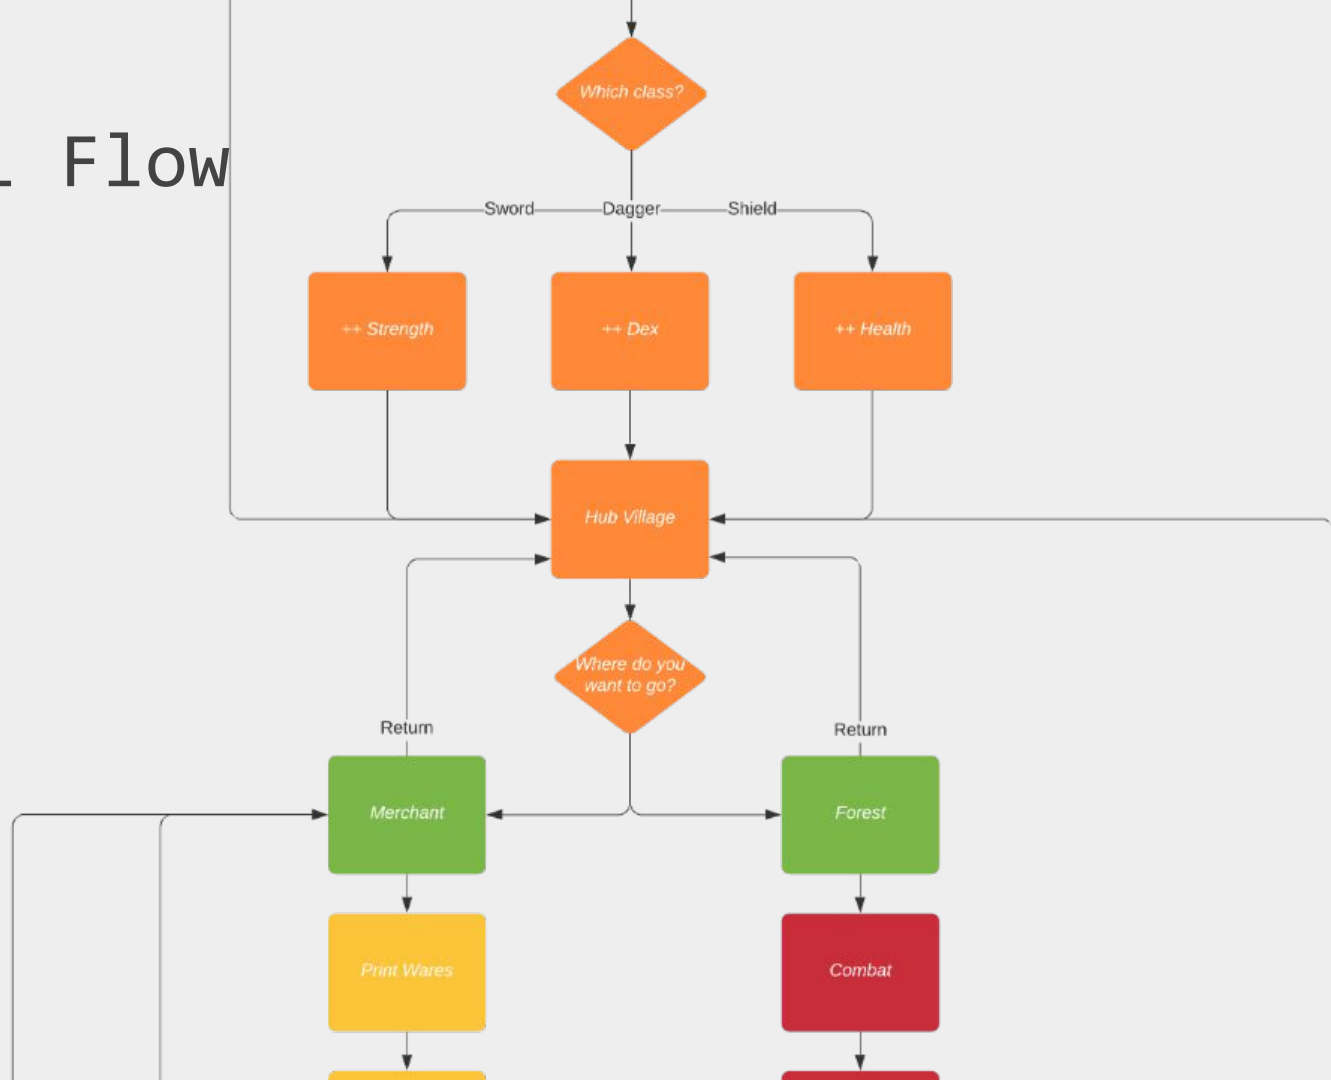 Which class?
Flow
Sword
Dagger
Shield
++ Strength
++ Dex
++ Health
Hub Village
Where do you
want to go?
Return
Return
Merchant
Forest
Print Wares
Combat